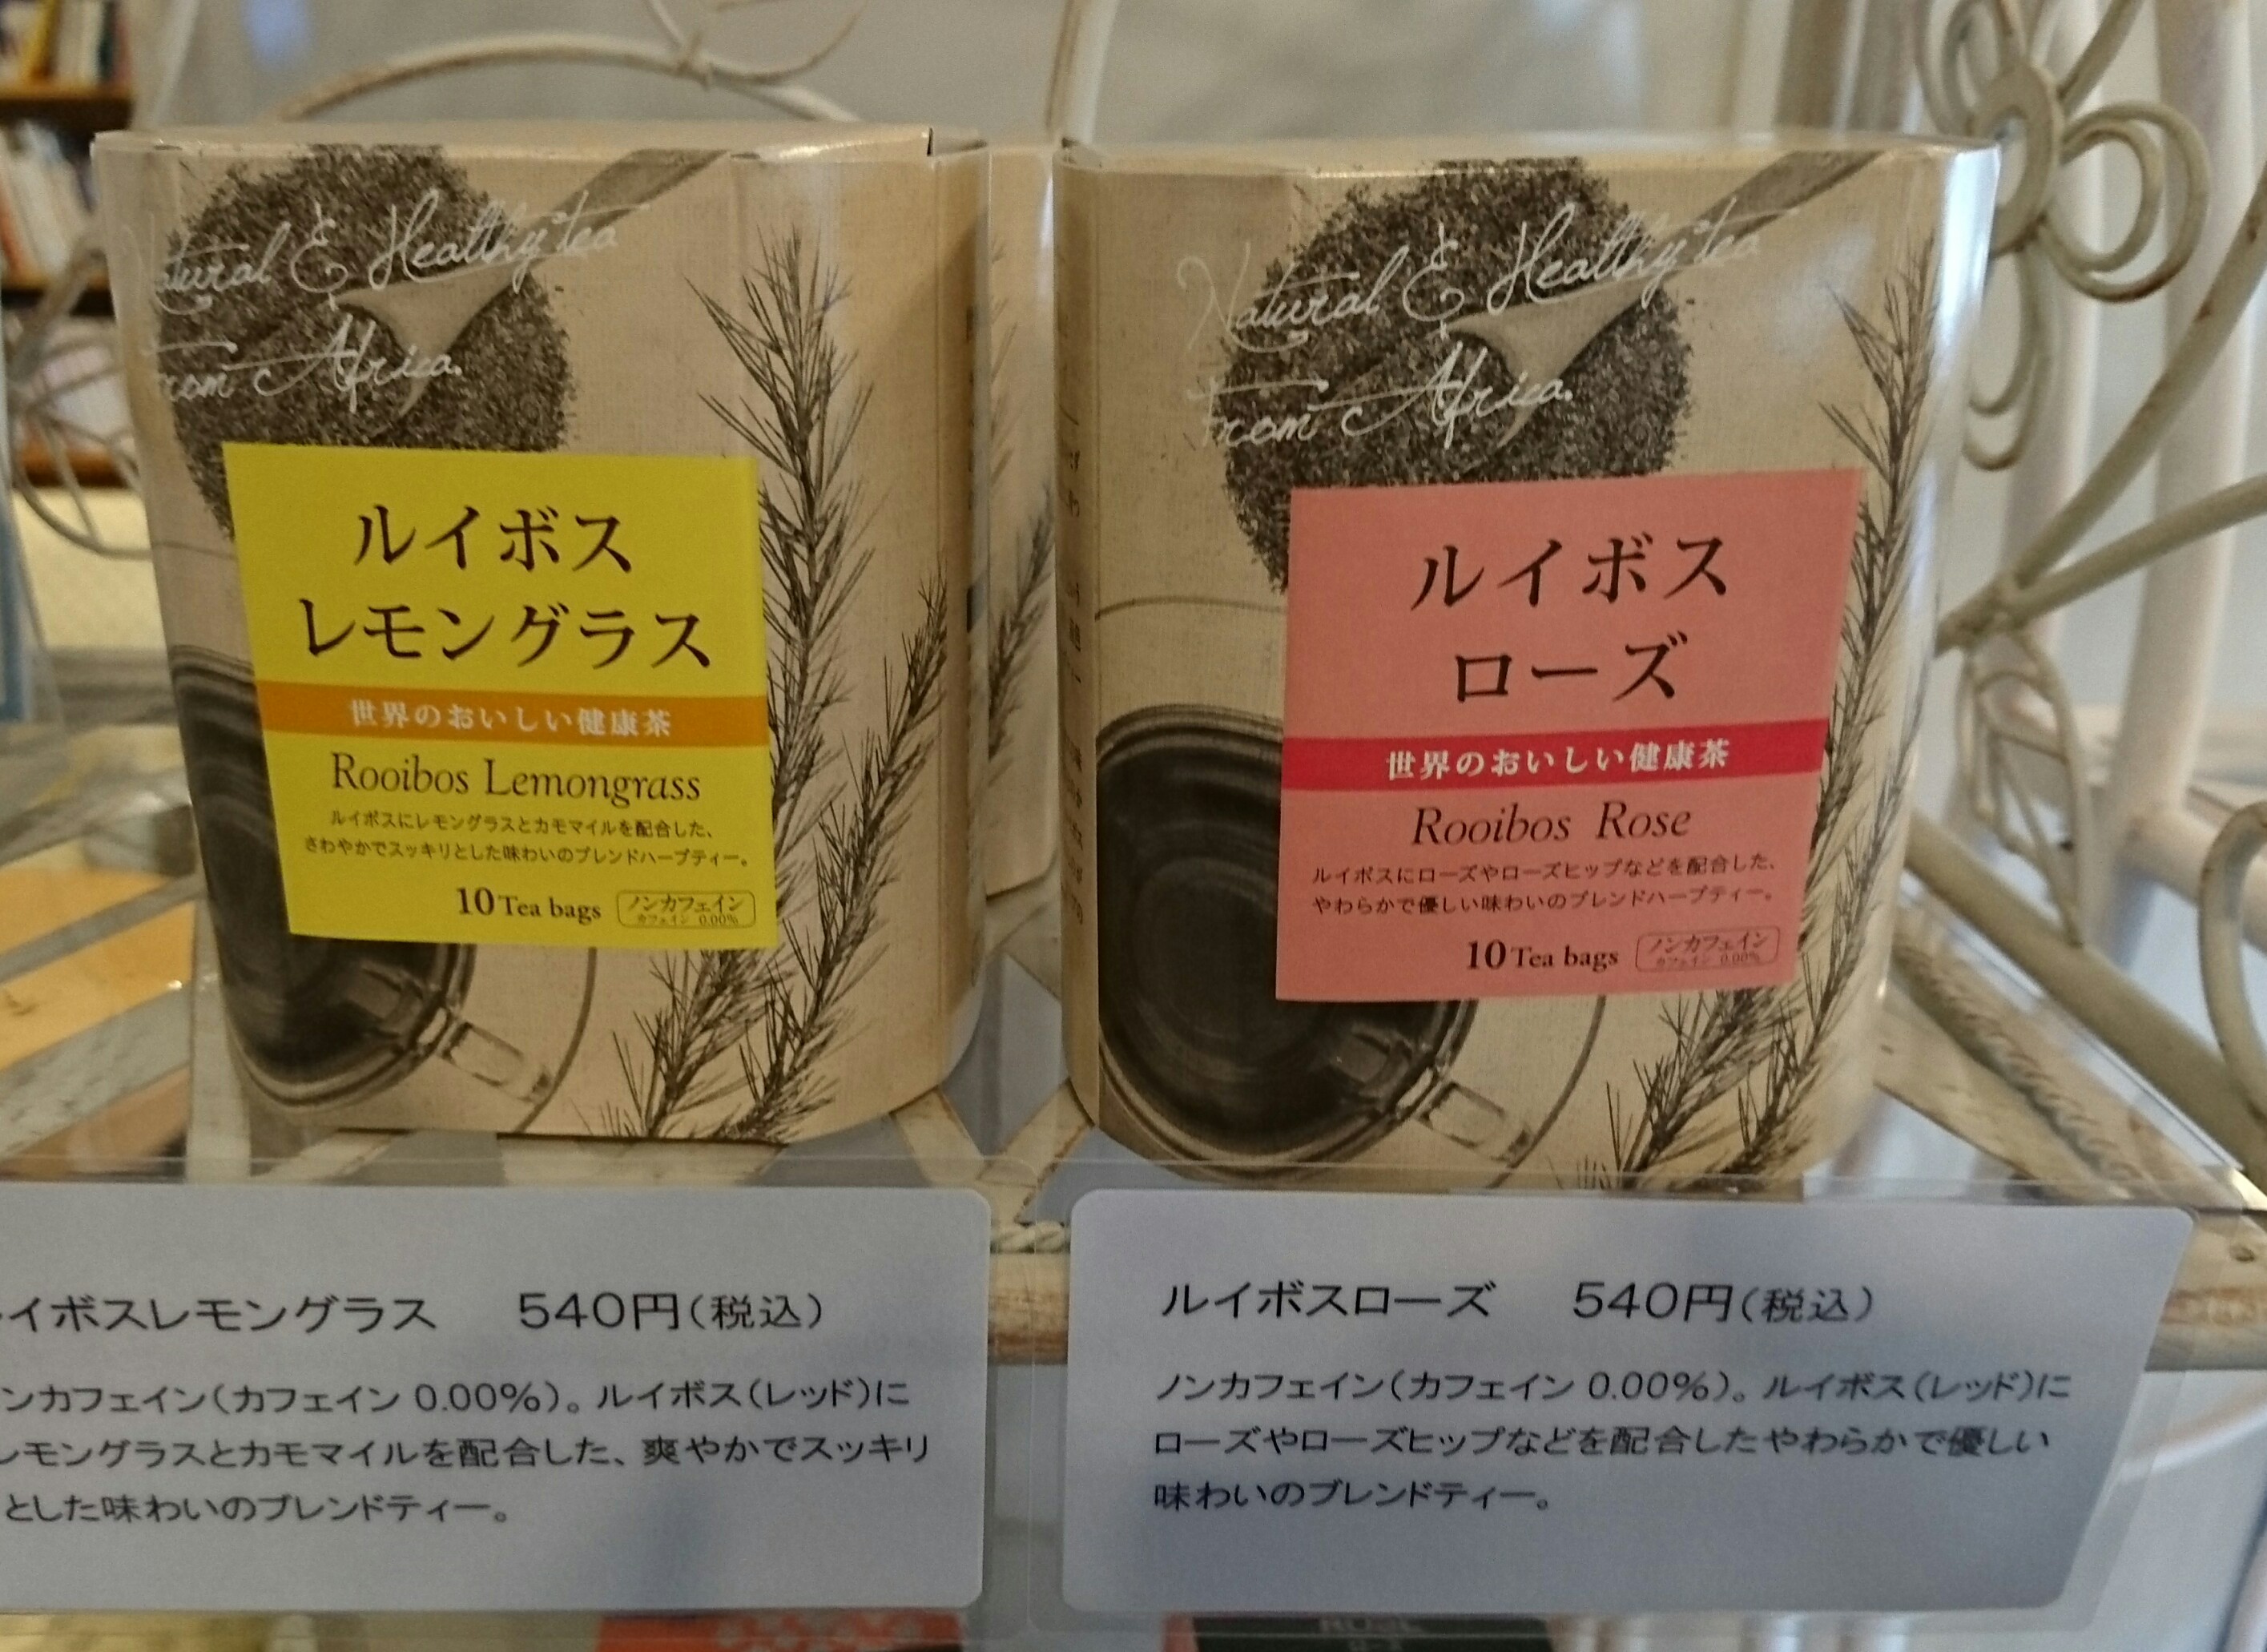 Natural & Healthy tea
From Africa.
ルイボス
レモングラス
世界のおいしい健康茶
Rooibos Lemongrass
ルイボスにレモングラスとカモマイルを配合した、
さわやかでスッキリとした味わいのブレンドハーブティー。
10 Tea bags
ノンカフェイン
カフェイン 0.00%
Natural & Healthy tea
From Africa.
ルイボス
ローズ
世界のおいしい健康茶
Rooibos Rose
ルイボスにローズやローズヒップなどを配合した、
やわらかで優しい味わいのブレンドハーブティー。
10 Tea bags
ノンカフェイン
カフェイン 0.00%
イボスレモングラス 540円(税込)
ンカフェイン(カフェイン 0.00%)。ルイボス(レッド)に
レモングラスとカモマイルを配合した、爽やかでスッキリ
とした味わいのブレンドティー。
ルイボスローズ 540円(税込)
ノンカフェイン(カフェイン 0.00%)。ルイボス(レッド)に
ローズやローズヒップなどを配合したやわらかで優しい
味わいのブレンドティー。